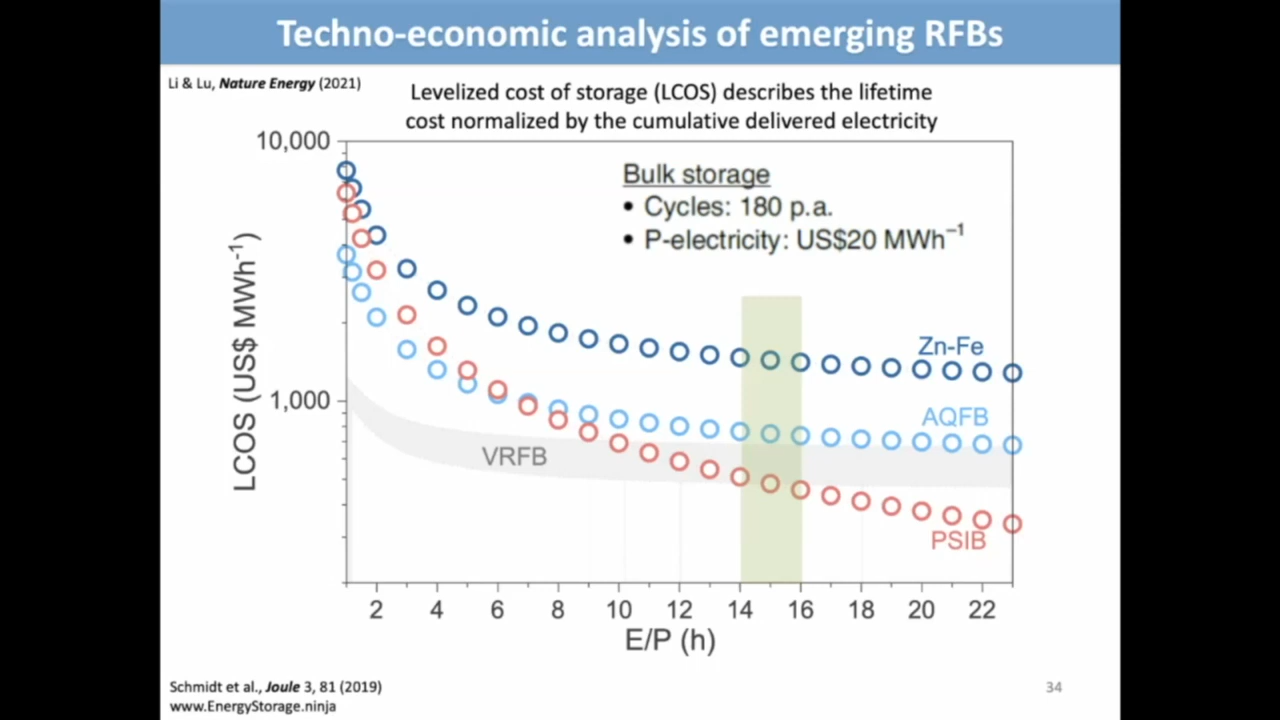 Techno-economic analysis of emerging RFBs
Li & Lu, Nature Energy (2021)
Levelized cost of storage (LCOS) describes the lifetime
cost normalized by the cumulative delivered electricity
10,000
1,000
LCOS (US$ MWh⁻¹)
Bulk storage
• Cycles: 180 p.a.
• P-electricity: US$20 MWh⁻¹
Zn-Fe
AQFB
VRFB
PSIB
2 4 6 8 10 12 14 16 18 20 22
E/P (h)
Schmidt et al., Joule 3, 81 (2019)
www.EnergyStorage.ninja
34